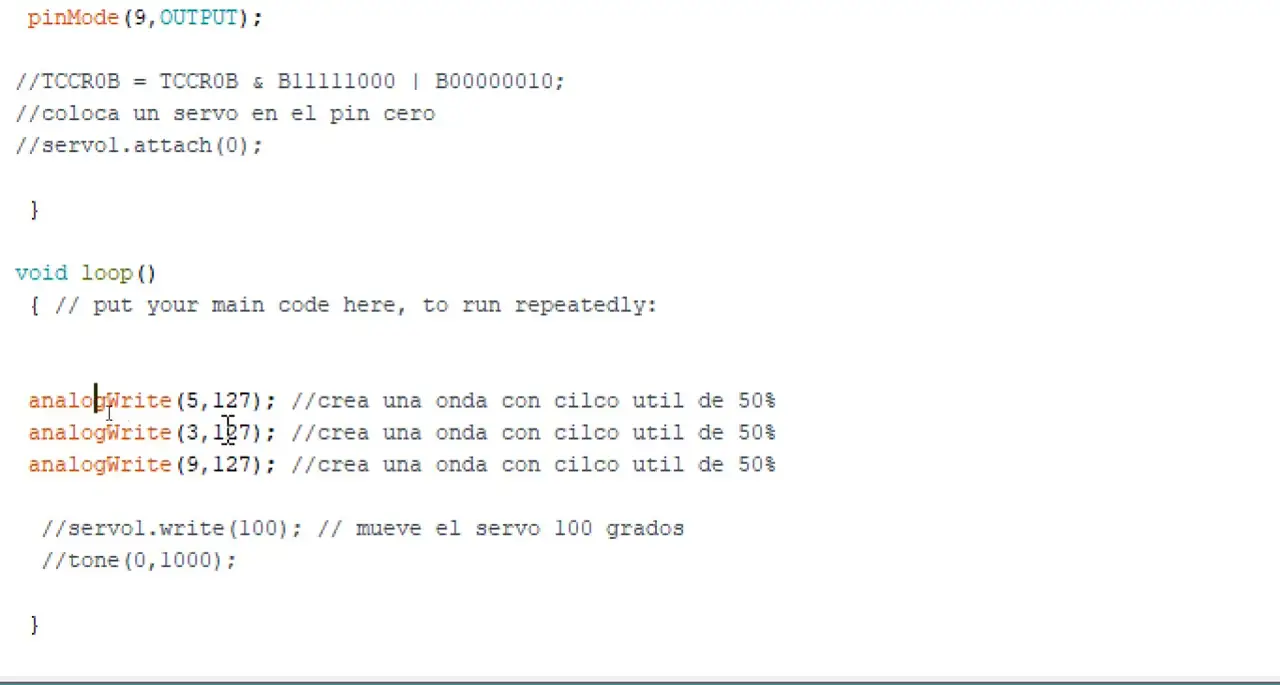 pinMode(9,OUTPUT);
//TCCR0B = TCCR0B & B11111000 | B00000010;
//coloca un servo en el pin cero
//servo1.attach(0);
}
void loop()
{ // put your main code here, to run repeatedly:
analogWrite(5,127); //crea una onda con cilco util de 50%
analogWrite(3,127); //crea una onda con cilco util de 50%
analogWrite(9,127); //crea una onda con cilco util de 50%
//servo1.write(100); // mueve el servo 100 grados
//tone(0,1000);
}